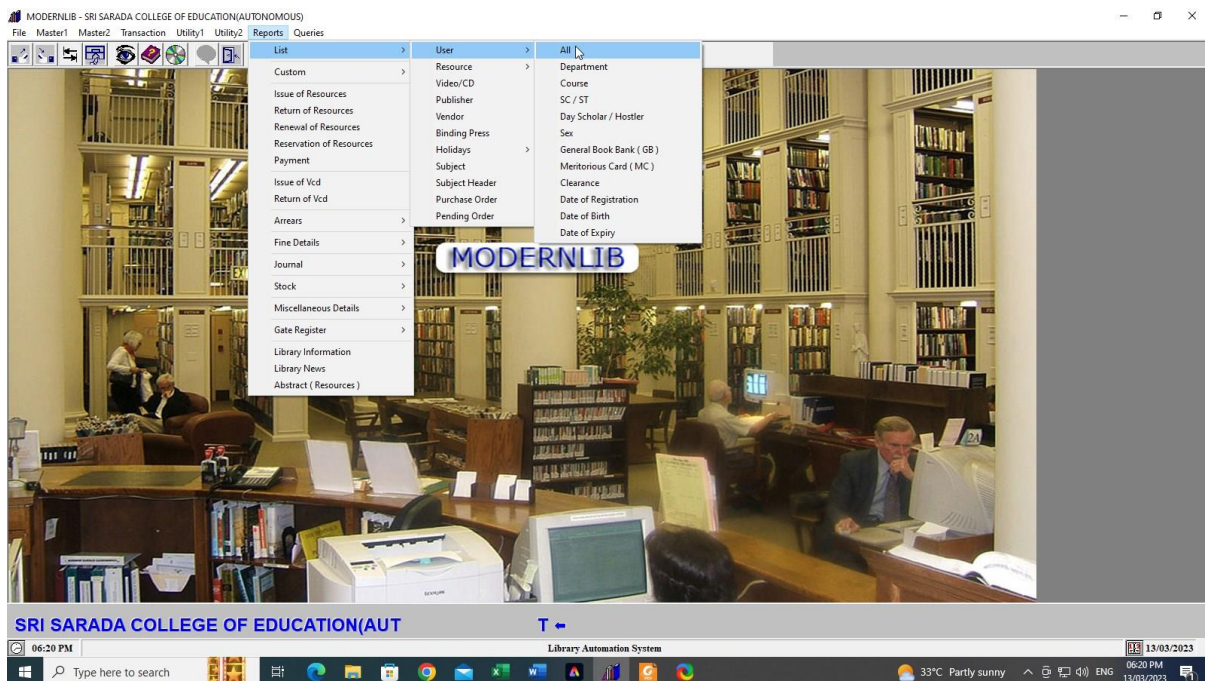 MODERNLIB - SRI SARADA COLLEGE OF EDUCATION(AUTONOMOUS)
File Master1 Master2 Transaction Utility1 Utility2 Reports Queries
List
Custom
Issue of Resources
Return of Resources
Renewal of Resources
Reservation of Resources
Payment
Issue of Vcd
Return of Vcd
Arrears
Fine Details
Journal
Stock
Miscellaneous Details
Gate Register
Library Information
Library News
Abstract ( Resources )
User
Resource
Video/CD
Publisher
Vendor
Binding Press
Holidays
Subject
Subject Header
Purchase Order
Pending Order
All
Department
Course
SC / ST
Day Scholar / Hostler
Sex
General Book Bank ( GB )
Meritorious Card ( MC )
Clearance
Date of Registration
Date of Birth
Date of Expiry
MODERNLIB
2A
SRI SARADA COLLEGE OF EDUCATION(AUT T
06:20 PM Library Automation System 13/03/2023
Type here to search
33°C Partly sunny ENG
06:20 PM
13/03/2023